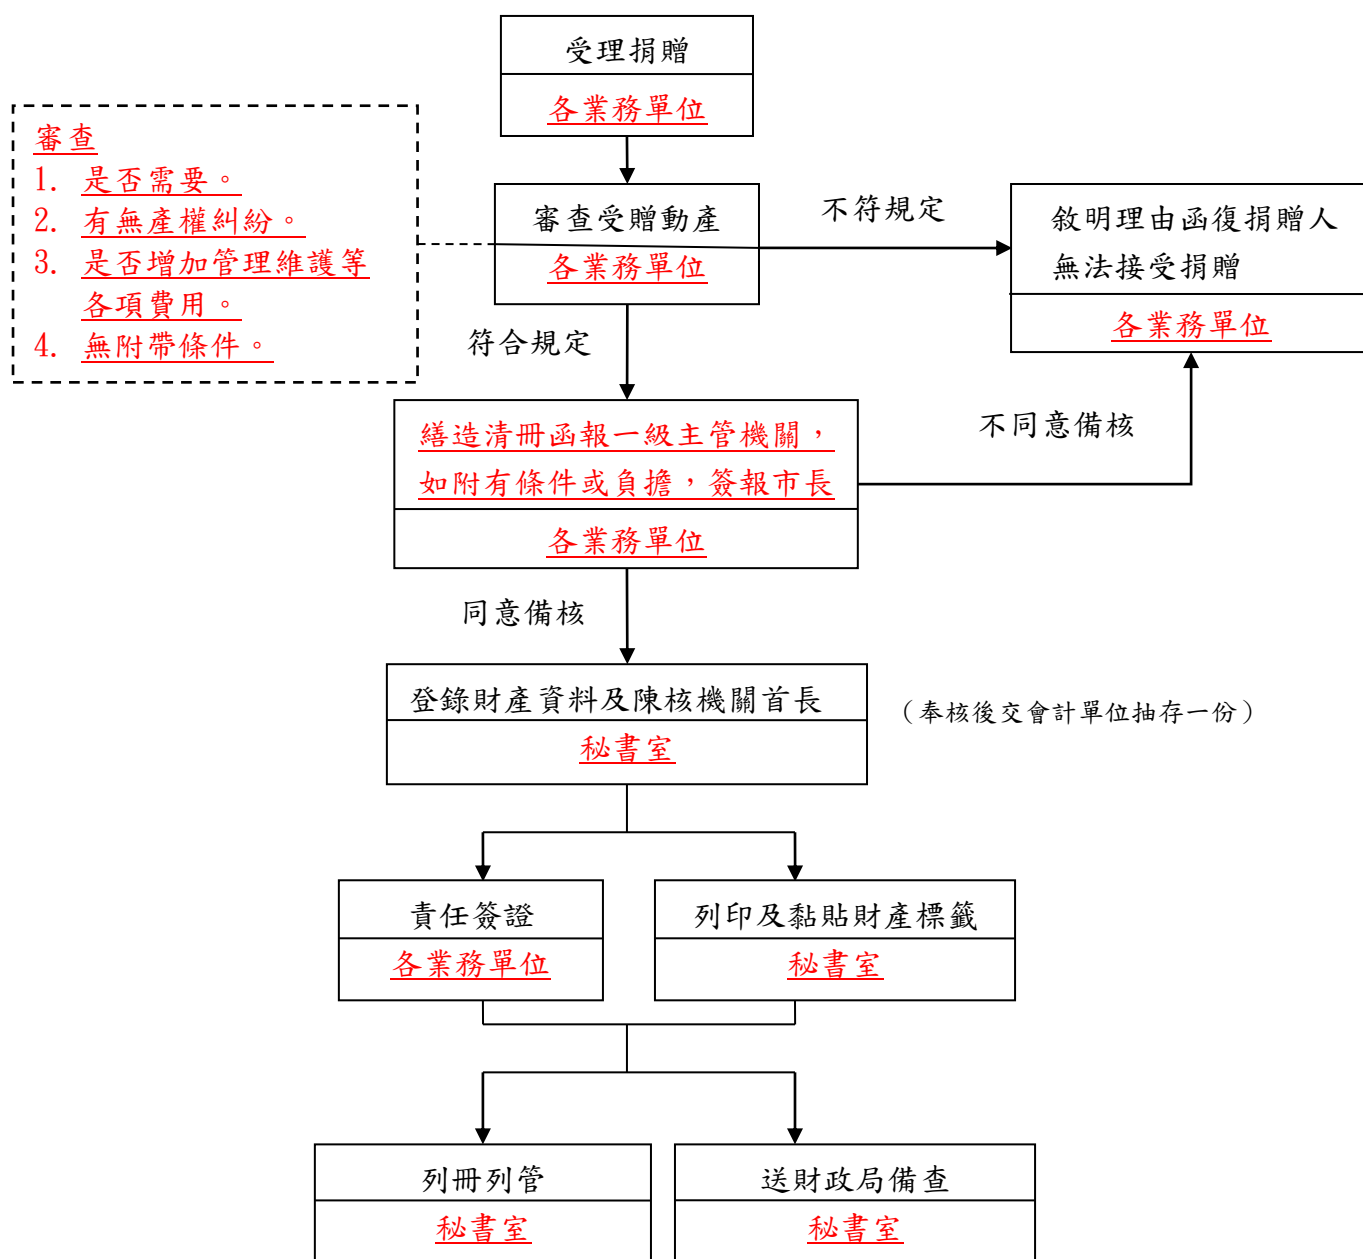 受理捐贈
各業務單位
審查
1. 是否需要。
2. 有無產權糾紛。
3. 是否增加管理維護等
各項費用。
4. 無附帶條件。
審查受贈動產
各業務單位
不符規定
敘明理由函復捐贈人
無法接受捐贈
各業務單位
符合規定
繕造清冊函報一級主管機關，
如附有條件或負擔，簽報市長
各業務單位
不同意備核
同意備核
登錄財產資料及陳核機關首長
秘書室
（奉核後交會計單位抽存一份）
責任簽證
各業務單位
列印及黏貼財產標籤
秘書室
列冊列管
秘書室
送財政局備查
秘書室